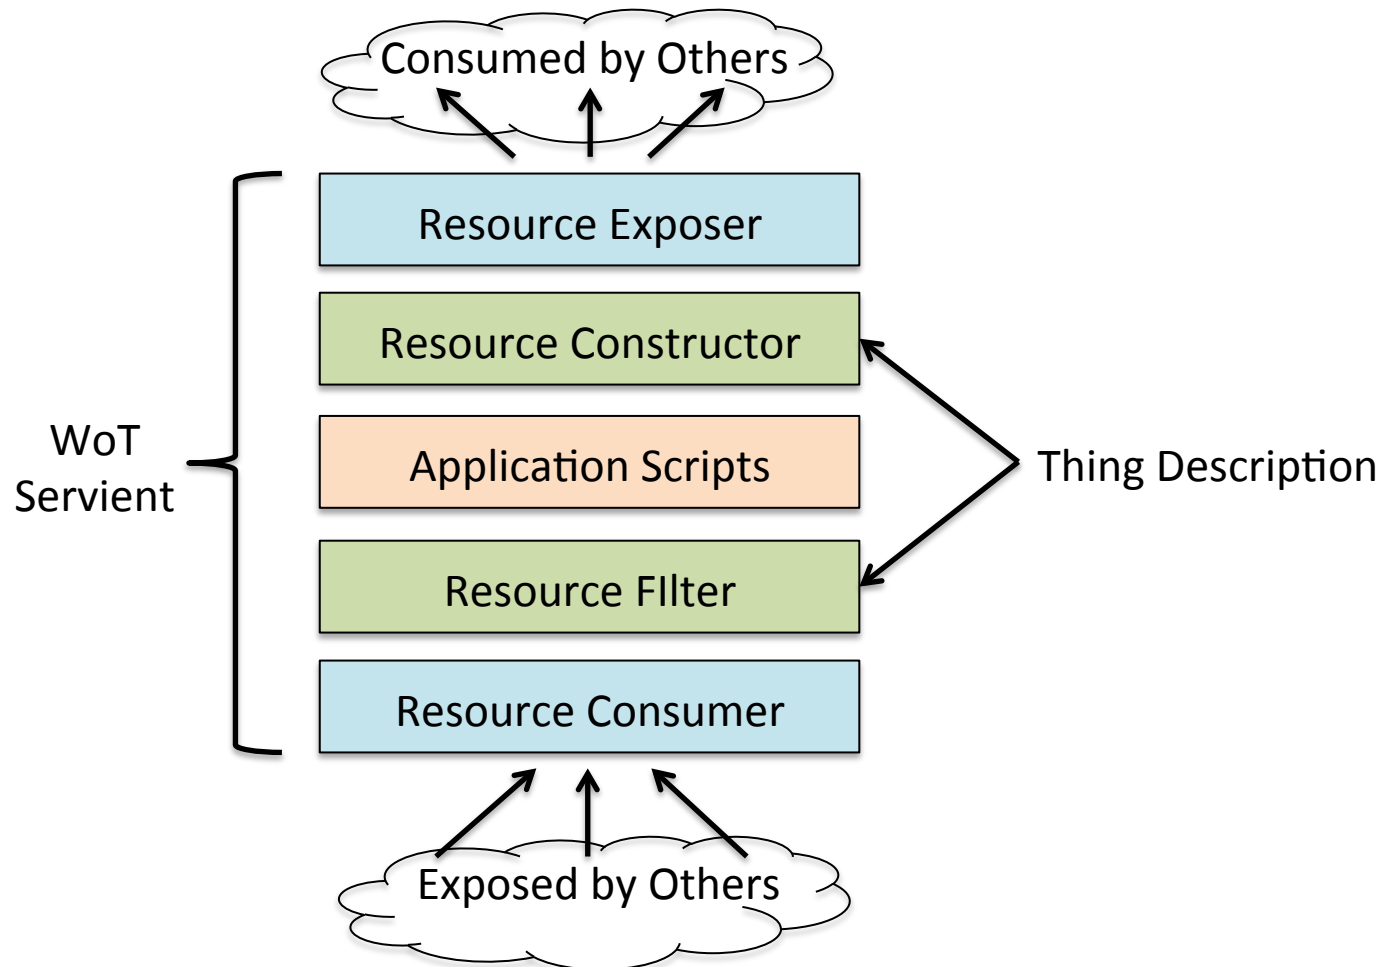 Consumed by Others
Resource Exposer
Resource Constructor
WoT
Servient
Application Scripts
Thing Description
Resource FIlter
Resource Consumer
Exposed by Others